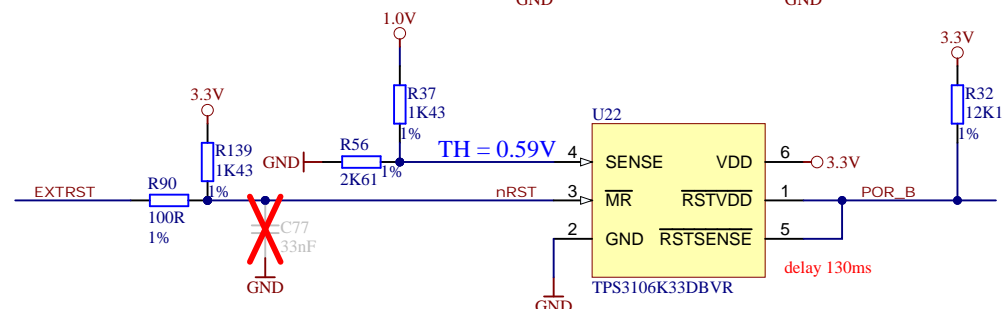 GND
GND
1.0V
3.3V
3.3V
R37
1K43
1%
R32
12K1
1%
U22
R139
1K43
1%
R56
GND
2K61
1%
TH = 0.59V
4
SENSE
VDD
6
3.3V
EXTRST
R90
100R
1%
nRST
3
MR
RSTVDD
1
POR_B
C77
33nF
GND
2
GND
RSTSENSE
5
delay 130ms
GND
TPS3106K33DBVR